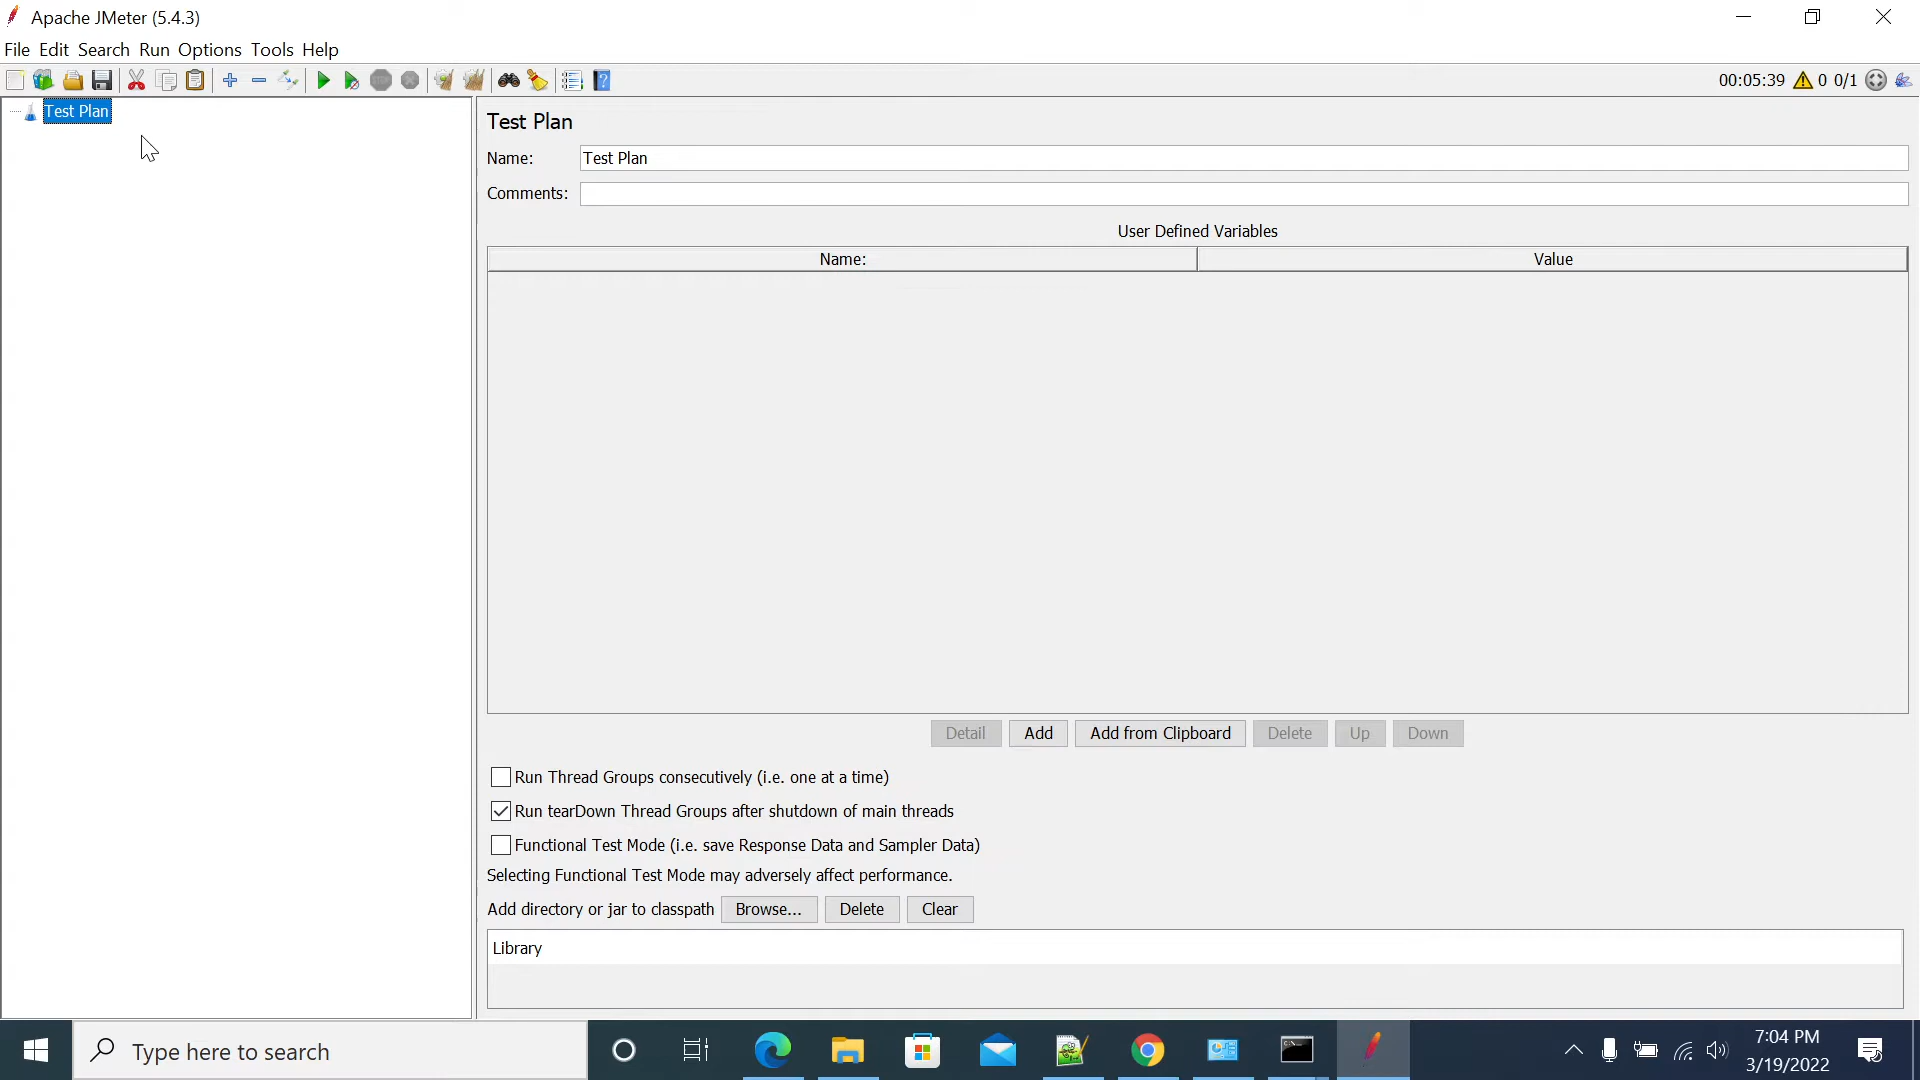 Apache JMeter (5.4.3)
File Edit Search Run Options Tools Help
00:05:39 0 0/1
Test Plan
Test Plan
Name: Test Plan
Comments:
User Defined Variables
Name: Value
Detail Add Add from Clipboard Delete Up Down
Run Thread Groups consecutively (i.e. one at a time)
Run tearDown Thread Groups after shutdown of main threads
Functional Test Mode (i.e. save Response Data and Sampler Data)
Selecting Functional Test Mode may adversely affect performance.
Add directory or jar to classpath Browse... Delete Clear
Library
Type here to search
7:04 PM
3/19/2022